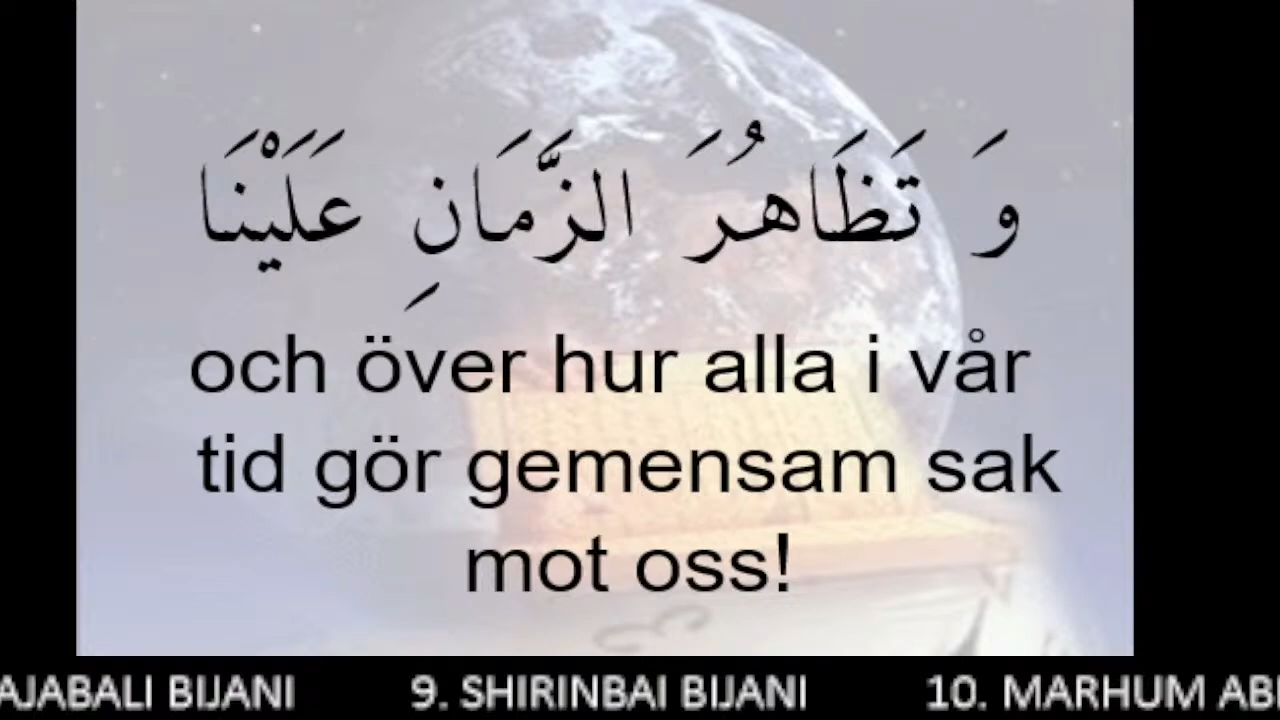 وَ تَظَاهُرَ الزَّمَانِ عَلَيْنَا
och över hur alla i vår
tid gör gemensam sak
mot oss!
AJABALI BIJANI 9. SHIRINBAI BIJANI 10. MARHUM